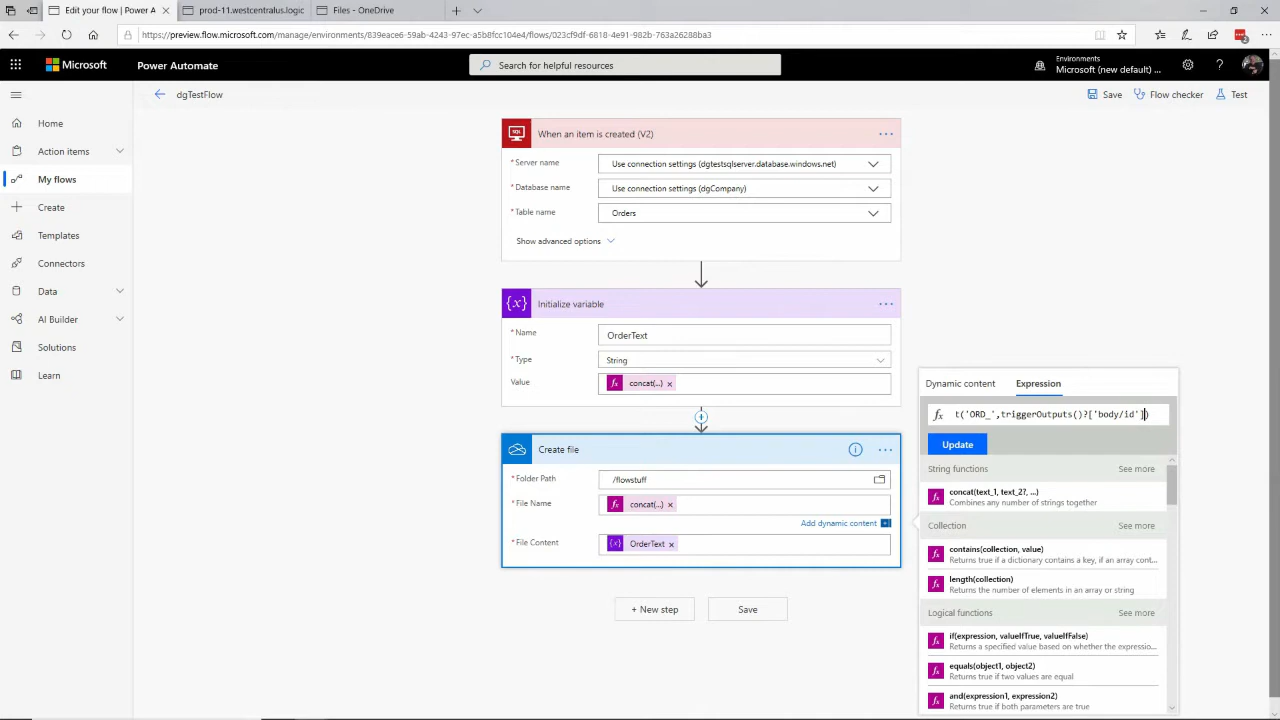 Edit your flow | Power A
prod-11.westcentralus.logic
Files - OneDrive
https://preview.flow.microsoft.com/manage/environments/839eace6-59ab-4243-97ec-a5b8fcc104e4/flows/023cf9df-6818-4e91-982b-763a26288ba3
Microsoft
Power Automate
Search for helpful resources
Environments
Microsoft (new default) ...
dgTestFlow
Save
Flow checker
Test
Home
Action items
My flows
Create
Templates
Connectors
Data
AI Builder
Solutions
Learn
SQL
When an item is created (V2)
* Server name
Use connection settings (dgtestsqlserver.database.windows.net)
* Database name
Use connection settings (dgCompany)
* Table name
Orders
Show advanced options
{x}
Initialize variable
* Name
OrderText
* Type
String
Value
fx concat(...) x
Create file
* Folder Path
/flowstuff
* File Name
fx concat(...) x
Add dynamic content
* File Content
{x} OrderText x
+ New step
Save
Dynamic content
Expression
fx t('ORD_',triggerOutputs()?['body/id'])
Update
String functions
See more
fx concat(text_1, text_2?, ...)
Combines any number of strings together
Collection
See more
fx contains(collection, value)
Returns true if a dictionary contains a key, if an array cont...
fx length(collection)
Returns the number of elements in an array or string
Logical functions
See more
fx if(expression, valueIfTrue, valueIfFalse)
Returns a specified value based on whether the expressio...
fx equals(object1, object2)
Returns true if two values are equal
fx and(expression1, expression2)
Returns true if both parameters are true